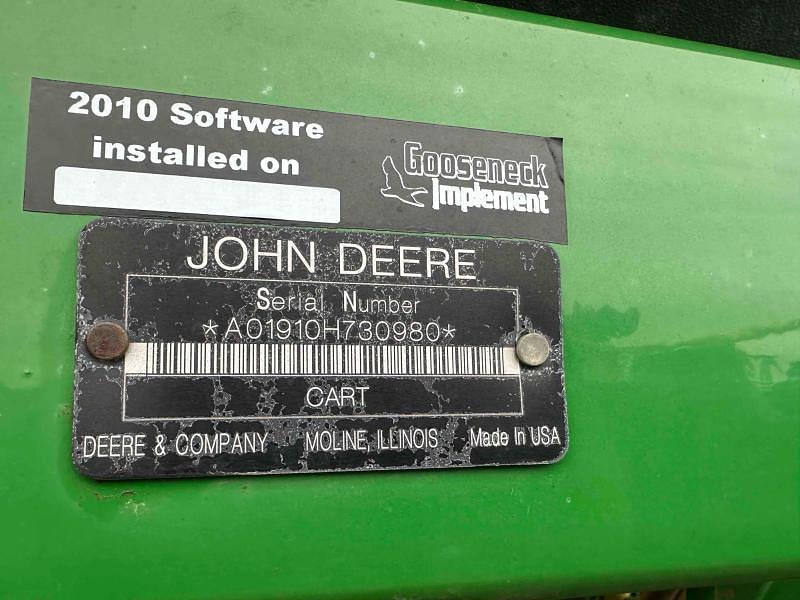 2010 Software
installed on
Gooseneck
Implement
JOHN DEERE
Serial Number
*A01910H730980*
CART
DEERE & COMPANY MOLINE, ILLINOIS Made In USA